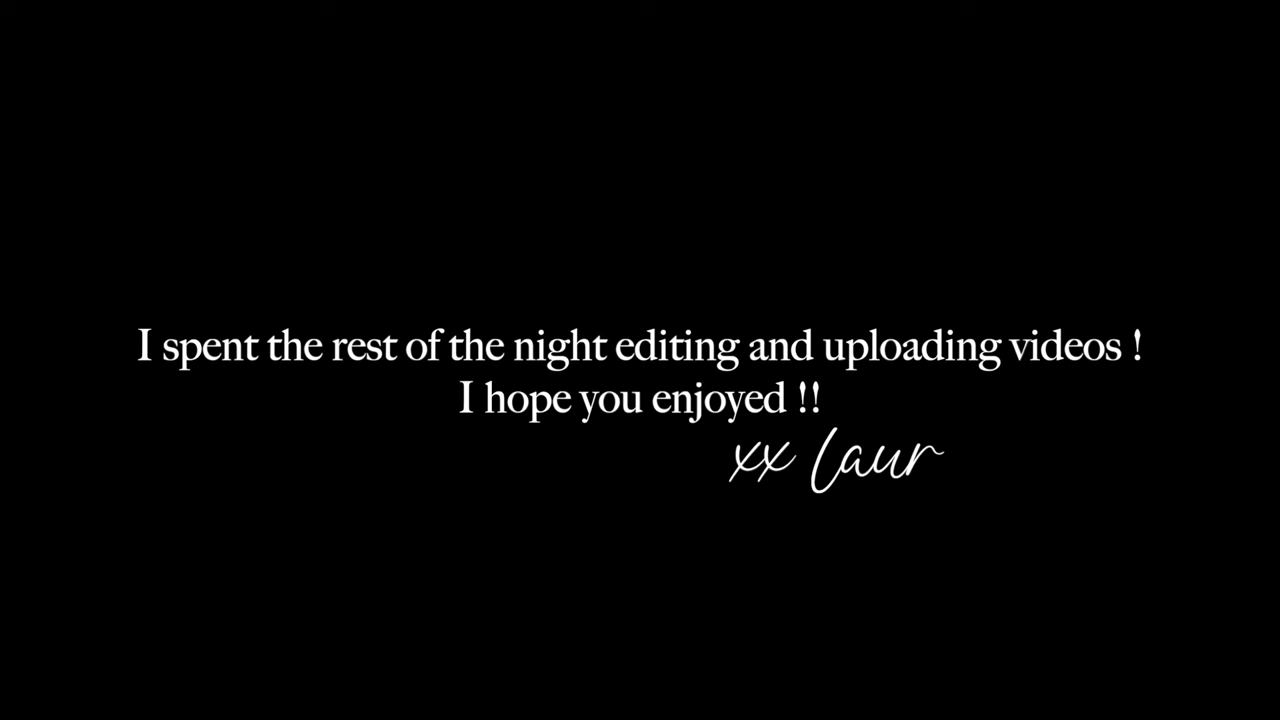 I spent the rest of the night editing and uploading videos !
I hope you enjoyed !!
xx Laur